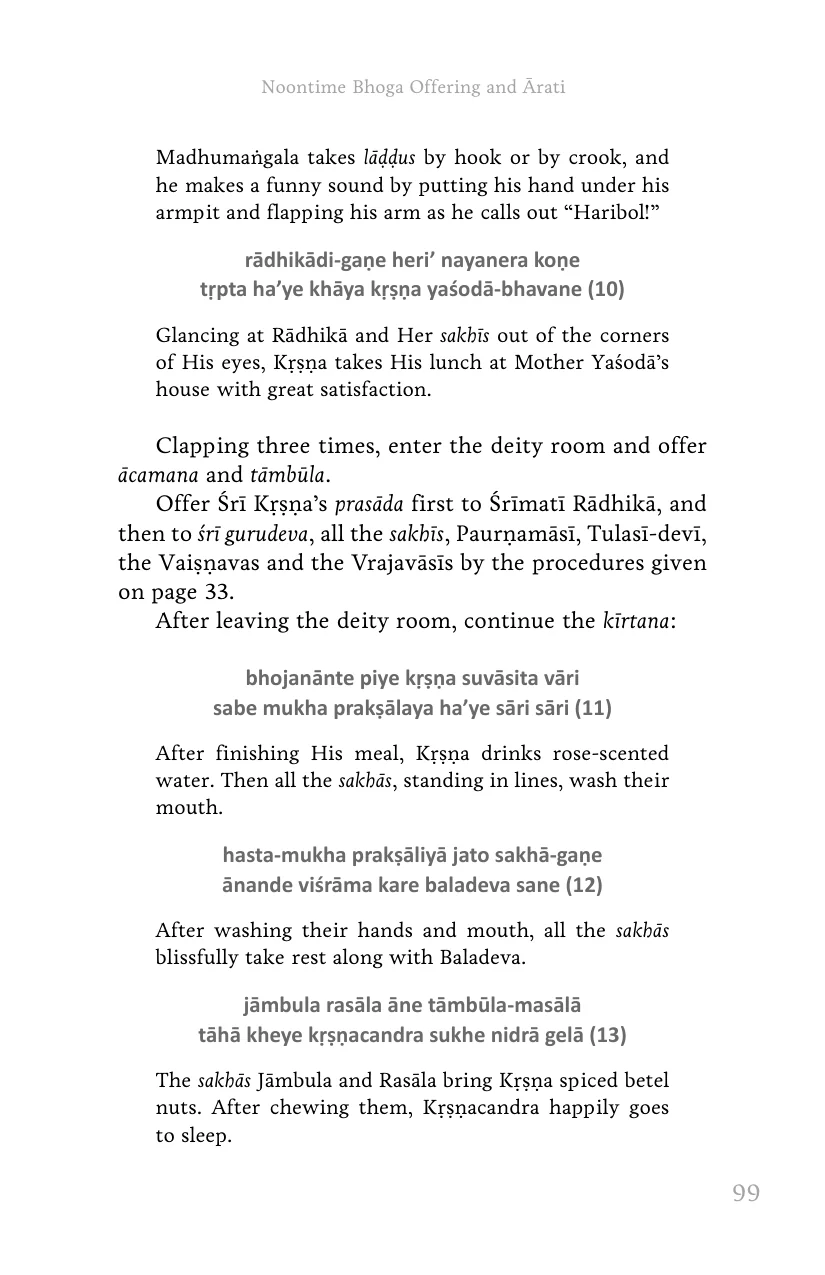 Noontime Bhoga Offering and Ārati
Madhumaṅgala takes lāḍḍus by hook or by crook, and
he makes a funny sound by putting his hand under his
armpit and flapping his arm as he calls out “Haribol!”
rādhikādi-gaṇe heri’ nayanera koṇe
tṛpta ha’ye khāya kṛṣṇa yaśodā-bhavane (10)
Glancing at Rādhikā and Her sakhīs out of the corners
of His eyes, Kṛṣṇa takes His lunch at Mother Yaśodā’s
house with great satisfaction.
Clapping three times, enter the deity room and offer
ācamana and tāmbūla.
Offer Śrī Kṛṣṇa’s prasāda first to Śrīmatī Rādhikā, and
then to śrī gurudeva, all the sakhīs, Paurṇamāsī, Tulasī-devī,
the Vaiṣṇavas and the Vrajavāsīs by the procedures given
on page 33.
After leaving the deity room, continue the kīrtana:
bhojanānte piye kṛṣṇa suvāsita vāri
sabe mukha prakṣālaya ha’ye sāri sāri (11)
After finishing His meal, Kṛṣṇa drinks rose-scented
water. Then all the sakhās, standing in lines, wash their
mouth.
hasta-mukha prakṣāliyā jato sakhā-gaṇe
ānande viśrāma kare baladeva sane (12)
After washing their hands and mouth, all the sakhās
blissfully take rest along with Baladeva.
jāmbula rasāla āne tāmbūla-masālā
tāhā kheye kṛṣṇacandra sukhe nidrā gelā (13)
The sakhās Jāmbula and Rasāla bring Kṛṣṇa spiced betel
nuts. After chewing them, Kṛṣṇacandra happily goes
to sleep.
99